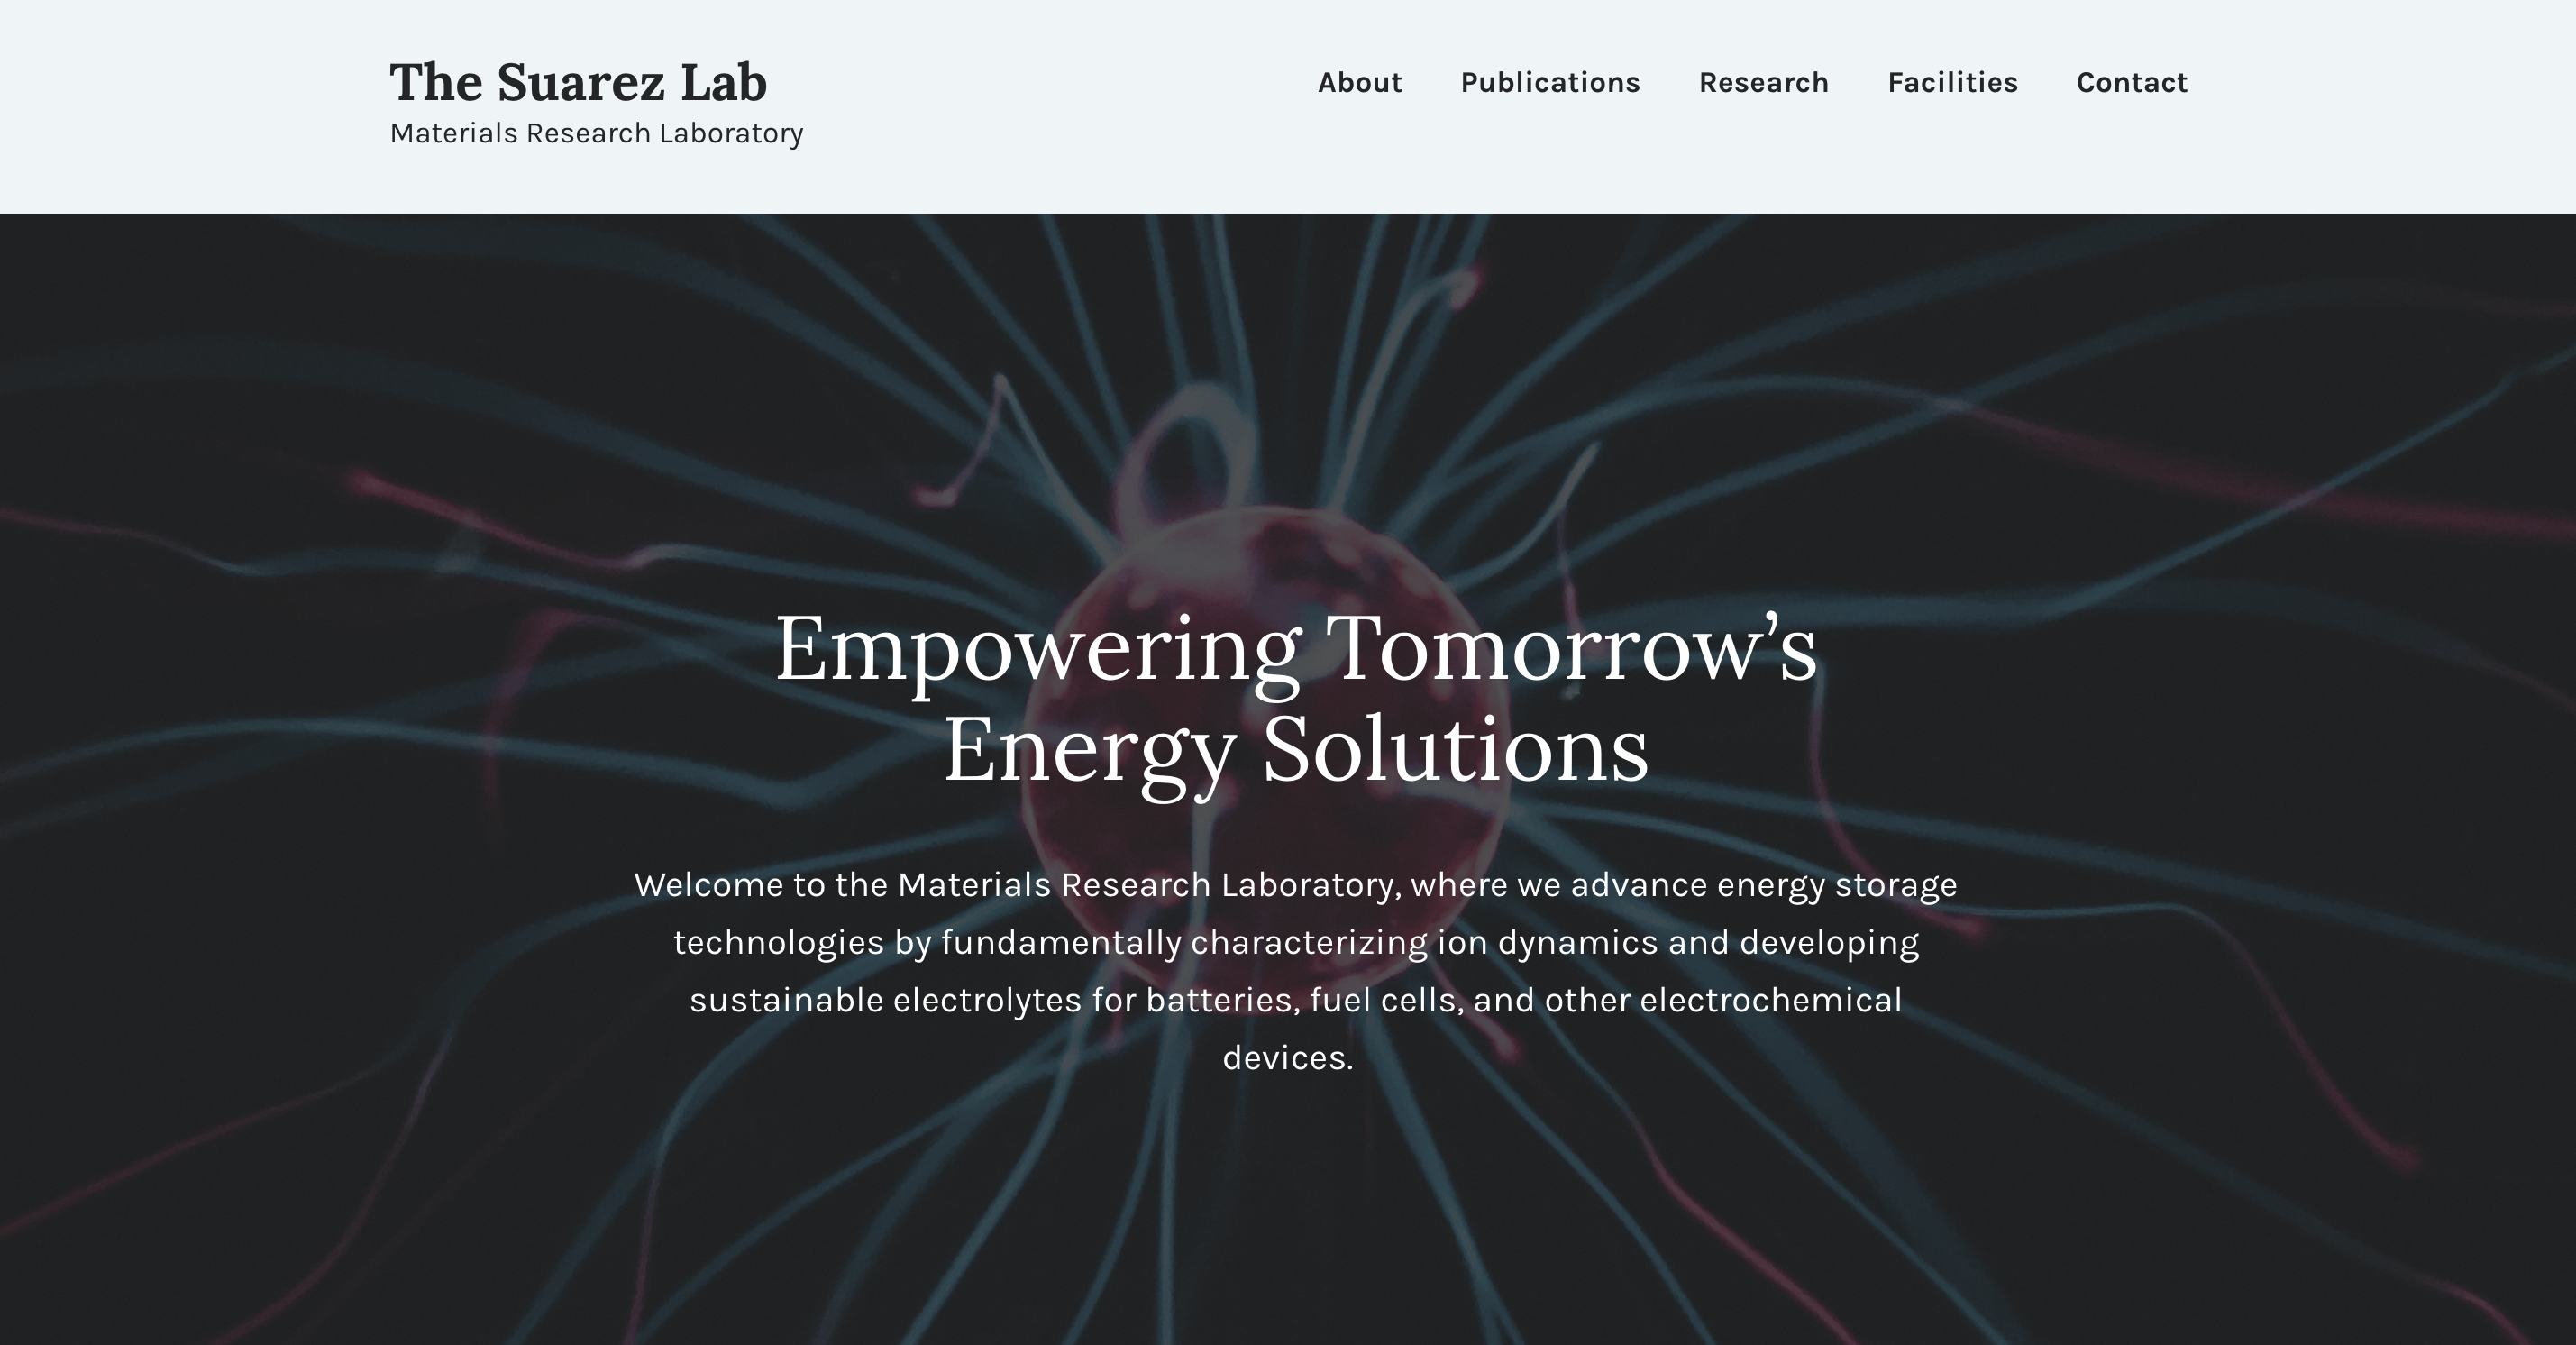 The Suarez Lab
Materials Research Laboratory
About Publications Research Facilities Contact
Empowering Tomorrow’s
Energy Solutions
Welcome to the Materials Research Laboratory, where we advance energy storage
technologies by fundamentally characterizing ion dynamics and developing
sustainable electrolytes for batteries, fuel cells, and other electrochemical
devices.